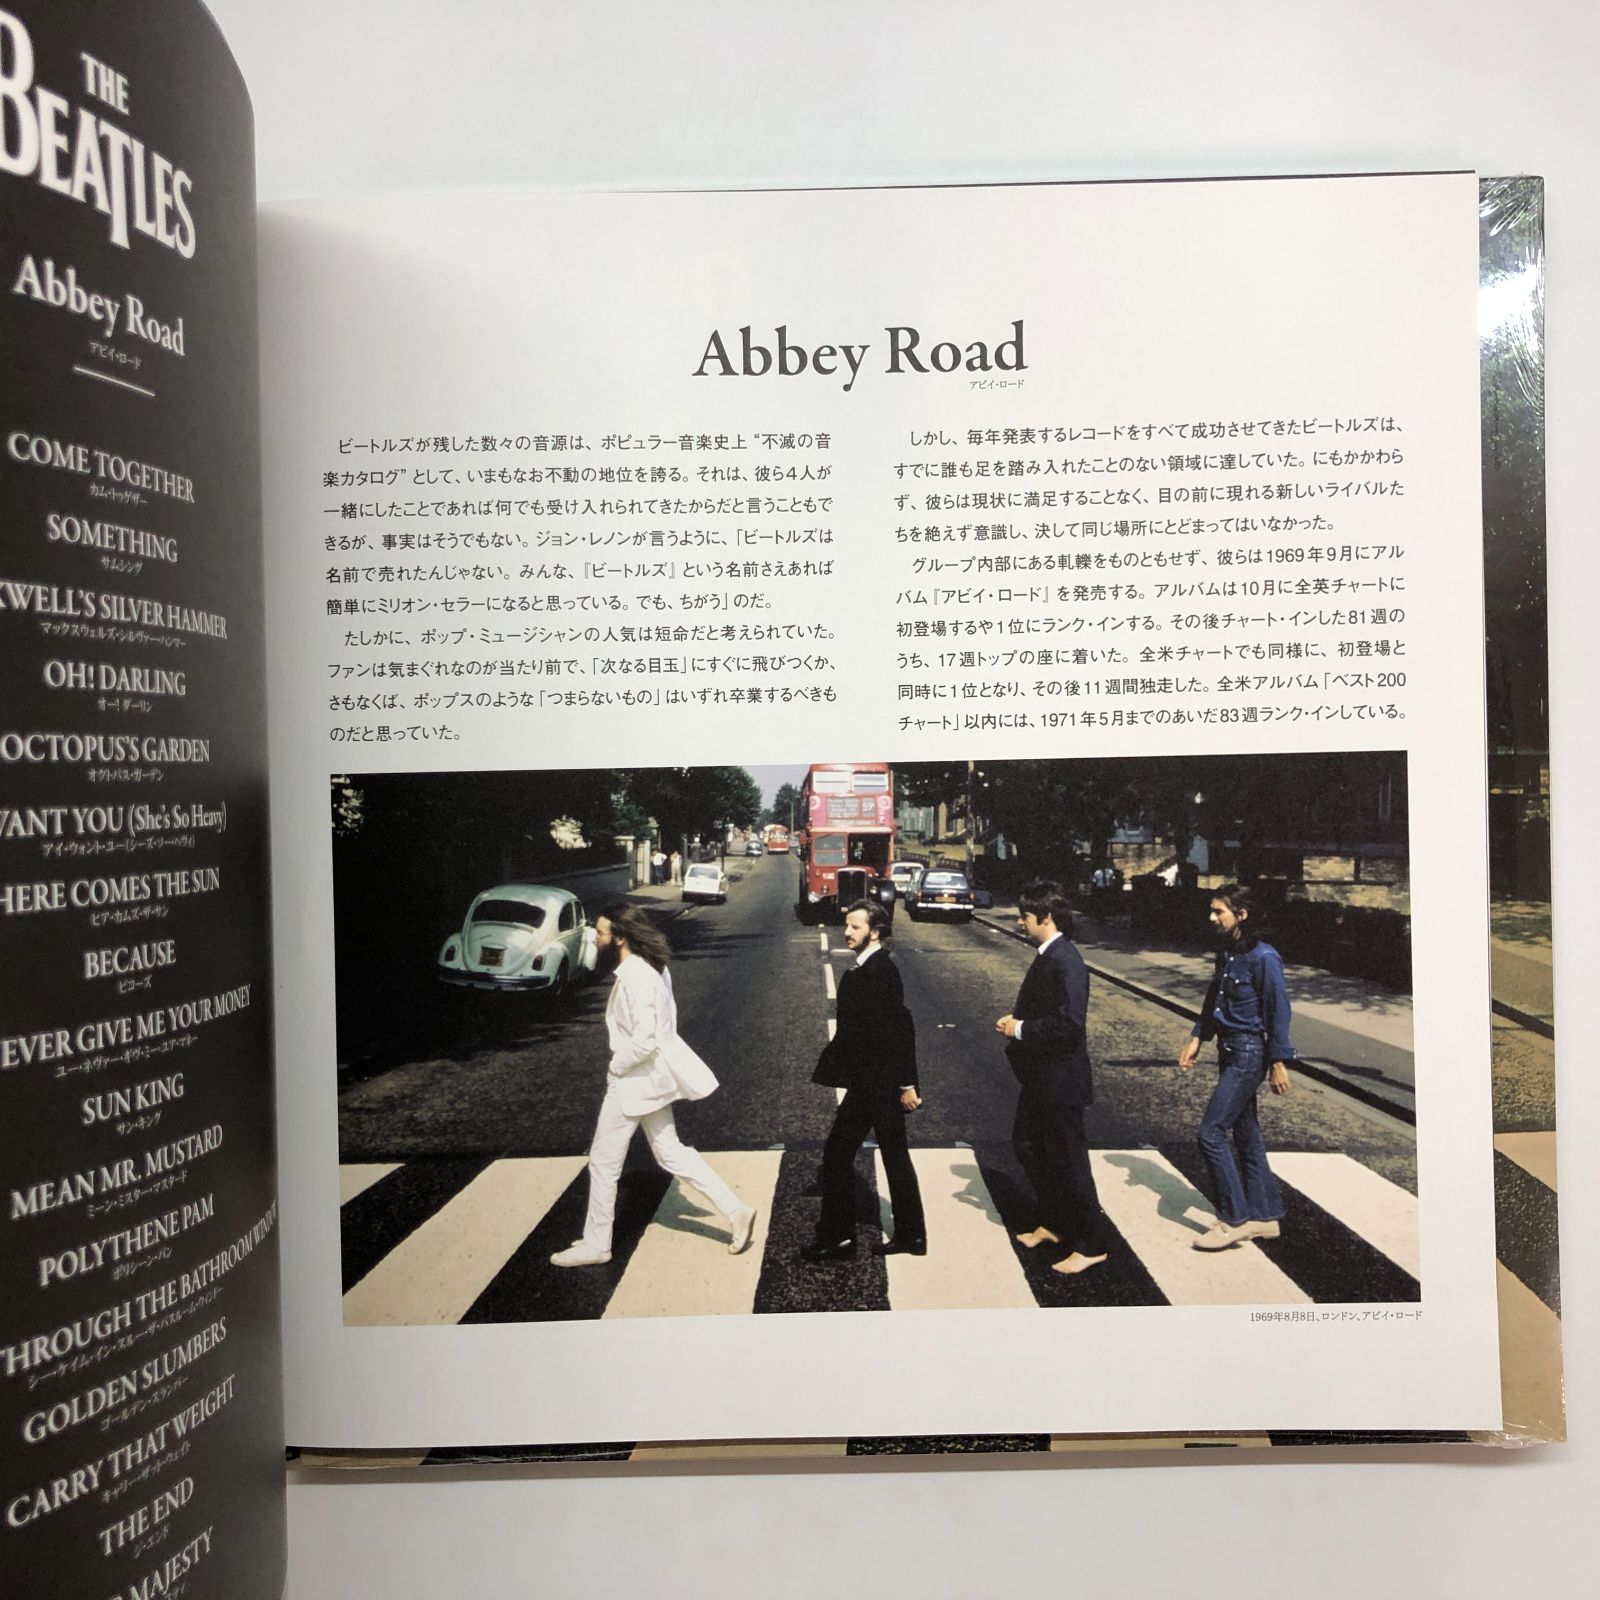 THE
BEATLES
Abbey Road
アビイ・ロード
COME TOGETHER
カム・トゥゲザー
SOMETHING
サムシング
KWELL'S SILVER HAMMER
マックスウェルズ・シルヴァー・ハンマー
OH! DARLING
オー! ダーリン
OCTOPUS'S GARDEN
オクトパス・ガーデン
WANT YOU (She's So Heavy)
アイ・ウォント・ユー(シーズ・ソー・ヘヴィ)
HERE COMES THE SUN
ヒア・カムズ・ザ・サン
BECAUSE
ビコーズ
EVER GIVE ME YOUR MONEY
ユー・ネヴァー・ギヴ・ミー・ユア・マネー
SUN KING
サン・キング
MEAN MR. MUSTARD
ミーン・ミスター・マスタード
POLYTHENE PAM
ポリシーン・パン
THROUGH THE BATHROOM WINDOW
シー・ケイム・イン・スルー・ザ・バスルーム・ウィンドー
GOLDEN SLUMBERS
ゴールデン・スランバー
CARRY THAT WEIGHT
キャリー・ザット・ウェイト
THE END
ジ・エンド
MAJESTY
Abbey Road
アビイ・ロード
ビートルズが残した数々の音源は、ポピュラー音楽史上“不滅の音
楽カタログ”として、いまもなお不動の地位を誇る。それは、彼ら4人が
一緒にしたことであれば何でも受け入れられてきたからだと言うこともで
きるが、事実はそうでもない。ジョン・レノンが言うように、「ビートルズは
名前で売れたんじゃない。みんな、『ビートルズ』という名前さえあれば
簡単にミリオン・セラーになると思っている。でも、ちがう」のだ。
たしかに、ポップ・ミュージシャンの人気は短命だと考えられていた。
ファンは気まぐれなのが当たり前で、「次なる目玉」にすぐに飛びつくか、
さもなくば、ポップスのような「つまらないもの」はいずれ卒業するべきも
のだと思っていた。
しかし、毎年発表するレコードをすべて成功させてきたビートルズは、
すでに誰も足を踏み入れたことのない領域に達していた。にもかかわら
ず、彼らは現状に満足することなく、目の前に現れる新しいライバルた
ちを絶えず意識し、決して同じ場所にとどまってはいなかった。
グループ内部にある軋轢をものともせず、彼らは1969年9月にアル
バム『アビイ・ロード』を発売する。アルバムは10月に全英チャートに
初登場するや1位にランク・インする。その後チャート・インした81週の
うち、17週トップの座に着いた。全米チャートでも同様に、初登場と
同時に1位となり、その後11週間独走した。全米アルバム「ベスト200
チャート」以内には、1971年5月までのあいだ83週ランク・インしている。
1969年8月8日、ロンドン、アビイ・ロード